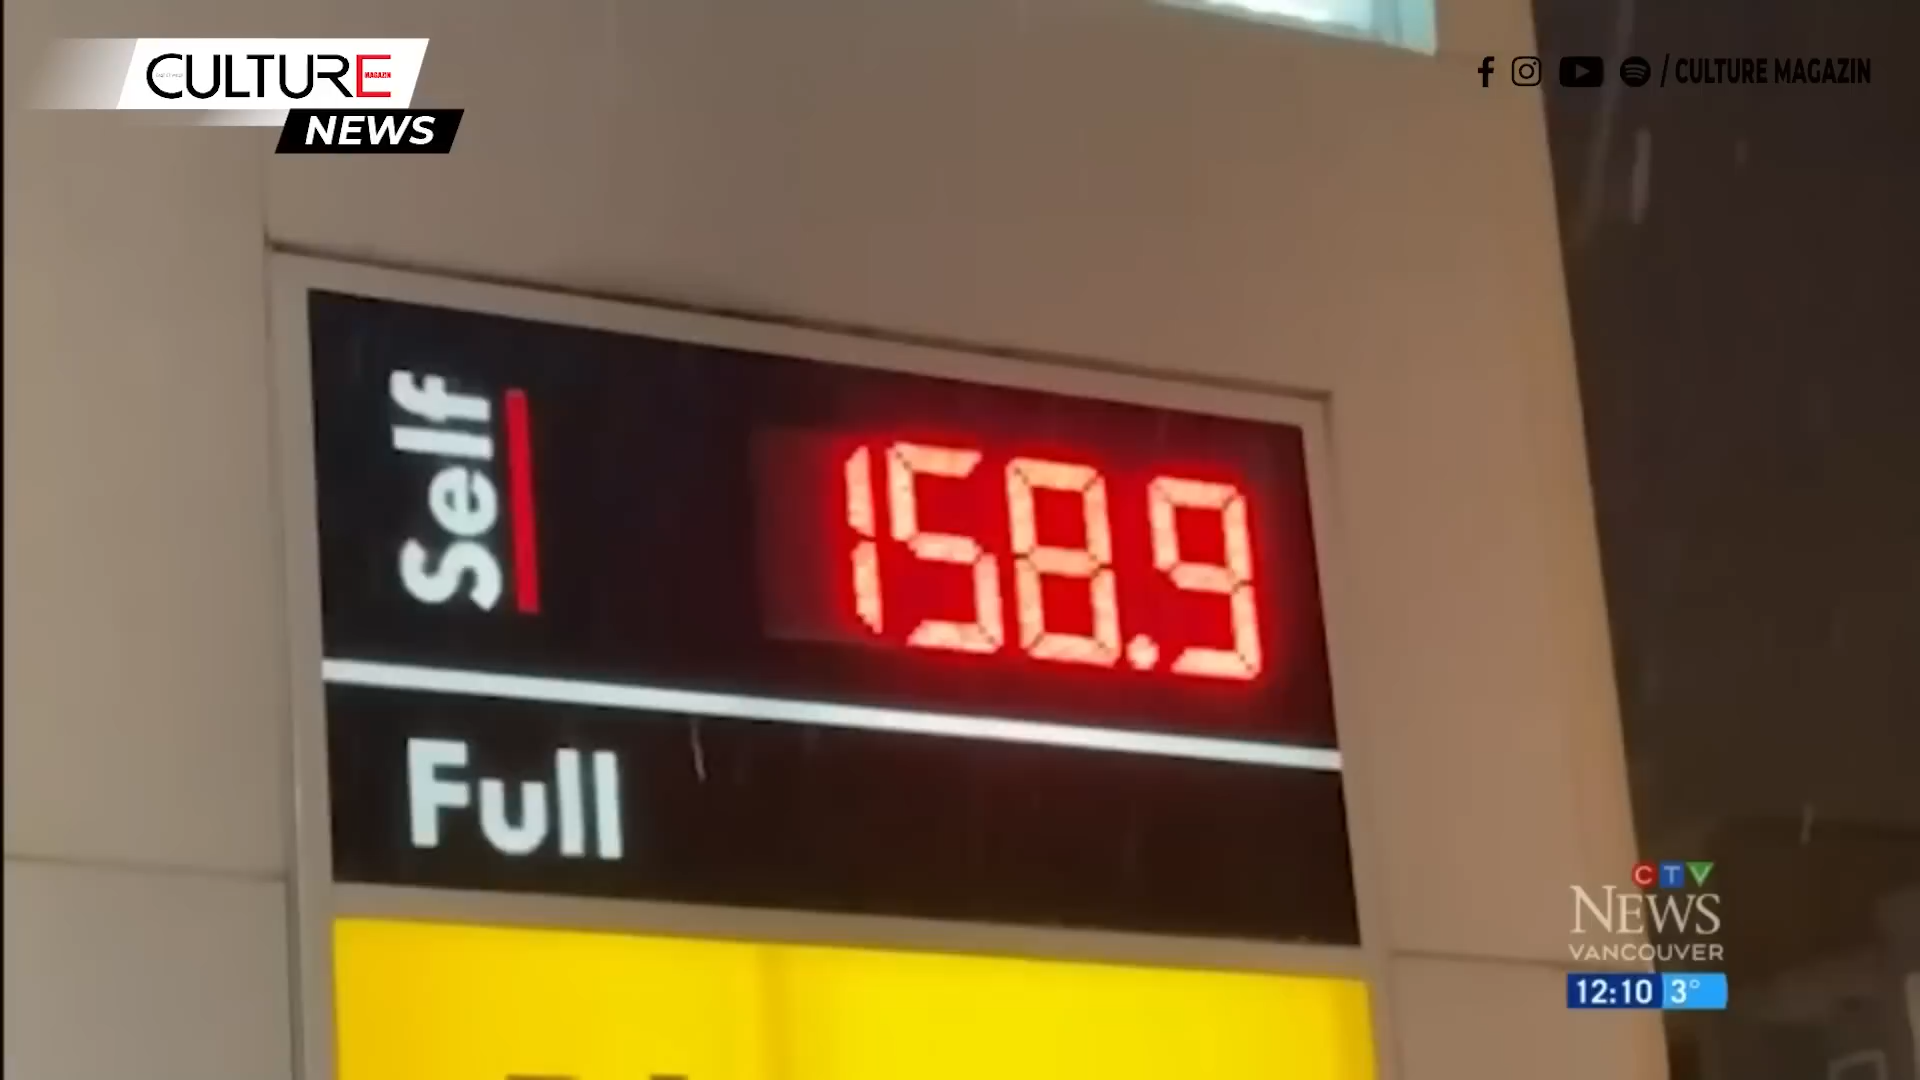 CULTURE
MAGAZIN
NEWS
/ CULTURE MAGAZIN
Self
158.9
Full
CTV
NEWS
VANCOUVER
12:10 3°